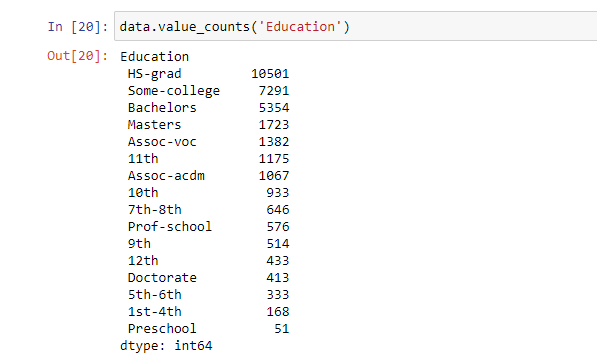 In [20]: data.value_counts('Education')
Out[20]: Education
HS-grad 10501
Some-college 7291
Bachelors 5354
Masters 1723
Assoc-voc 1382
11th 1175
Assoc-acdm 1067
10th 933
7th-8th 646
Prof-school 576
9th 514
12th 433
Doctorate 413
5th-6th 333
1st-4th 168
Preschool 51
dtype: int64